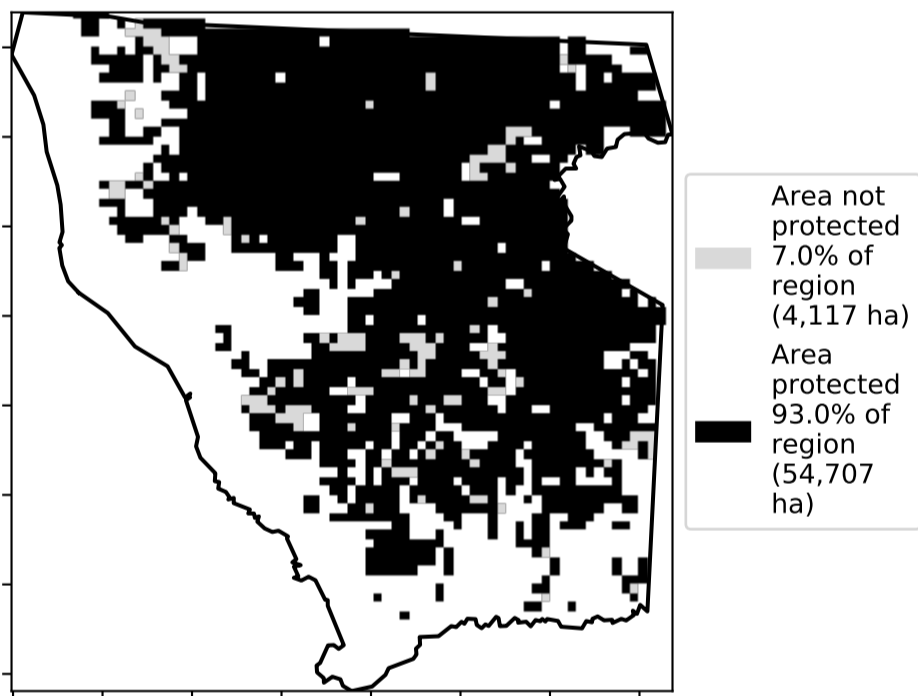 Area not
protected
7.0% of
region
(4,117 ha)
Area
protected
93.0% of
region
(54,707
ha)